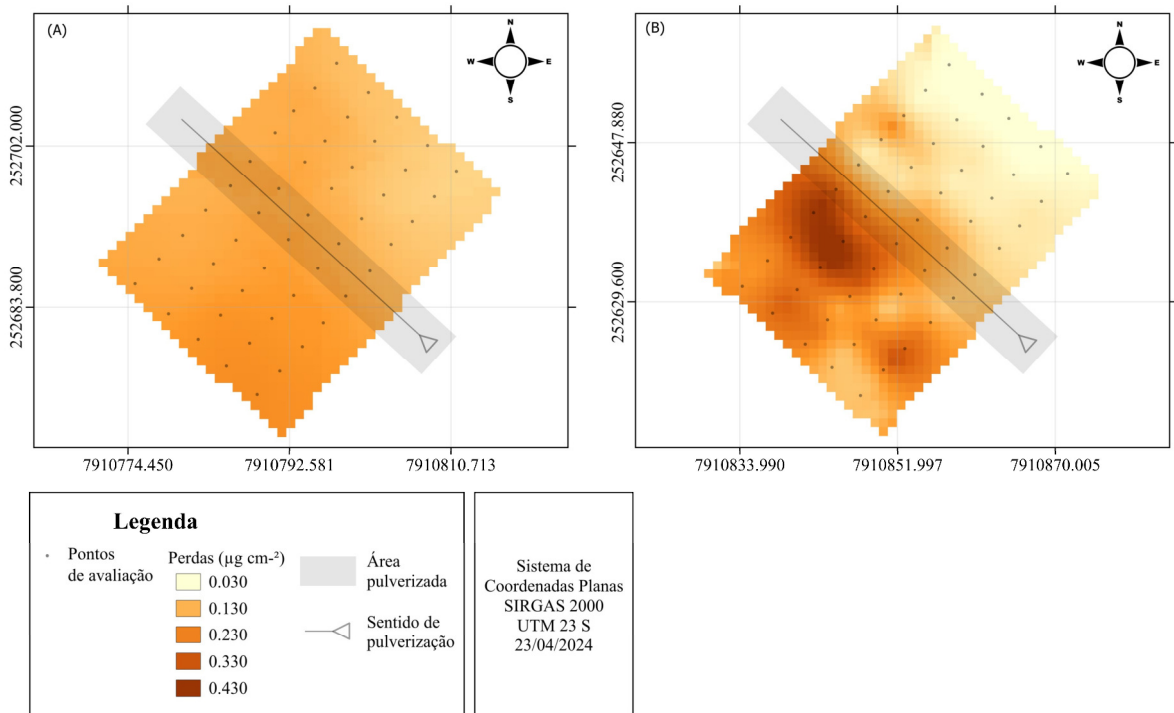 (A)
N
W
E
S
252702.000
252683.800
7910774.450
7910792.581
7910810.713
(B)
N
W
E
S
252647.880
252629.600
7910833.990
7910851.997
7910870.005
Legenda
Pontos
de avaliação
Perdas (µg cm-²)
0.030
0.130
0.230
0.330
0.430
Área
pulverizada
Sentido de
pulverização
Sistema de
Coordenadas Planas
SIRGAS 2000
UTM 23 S
23/04/2024